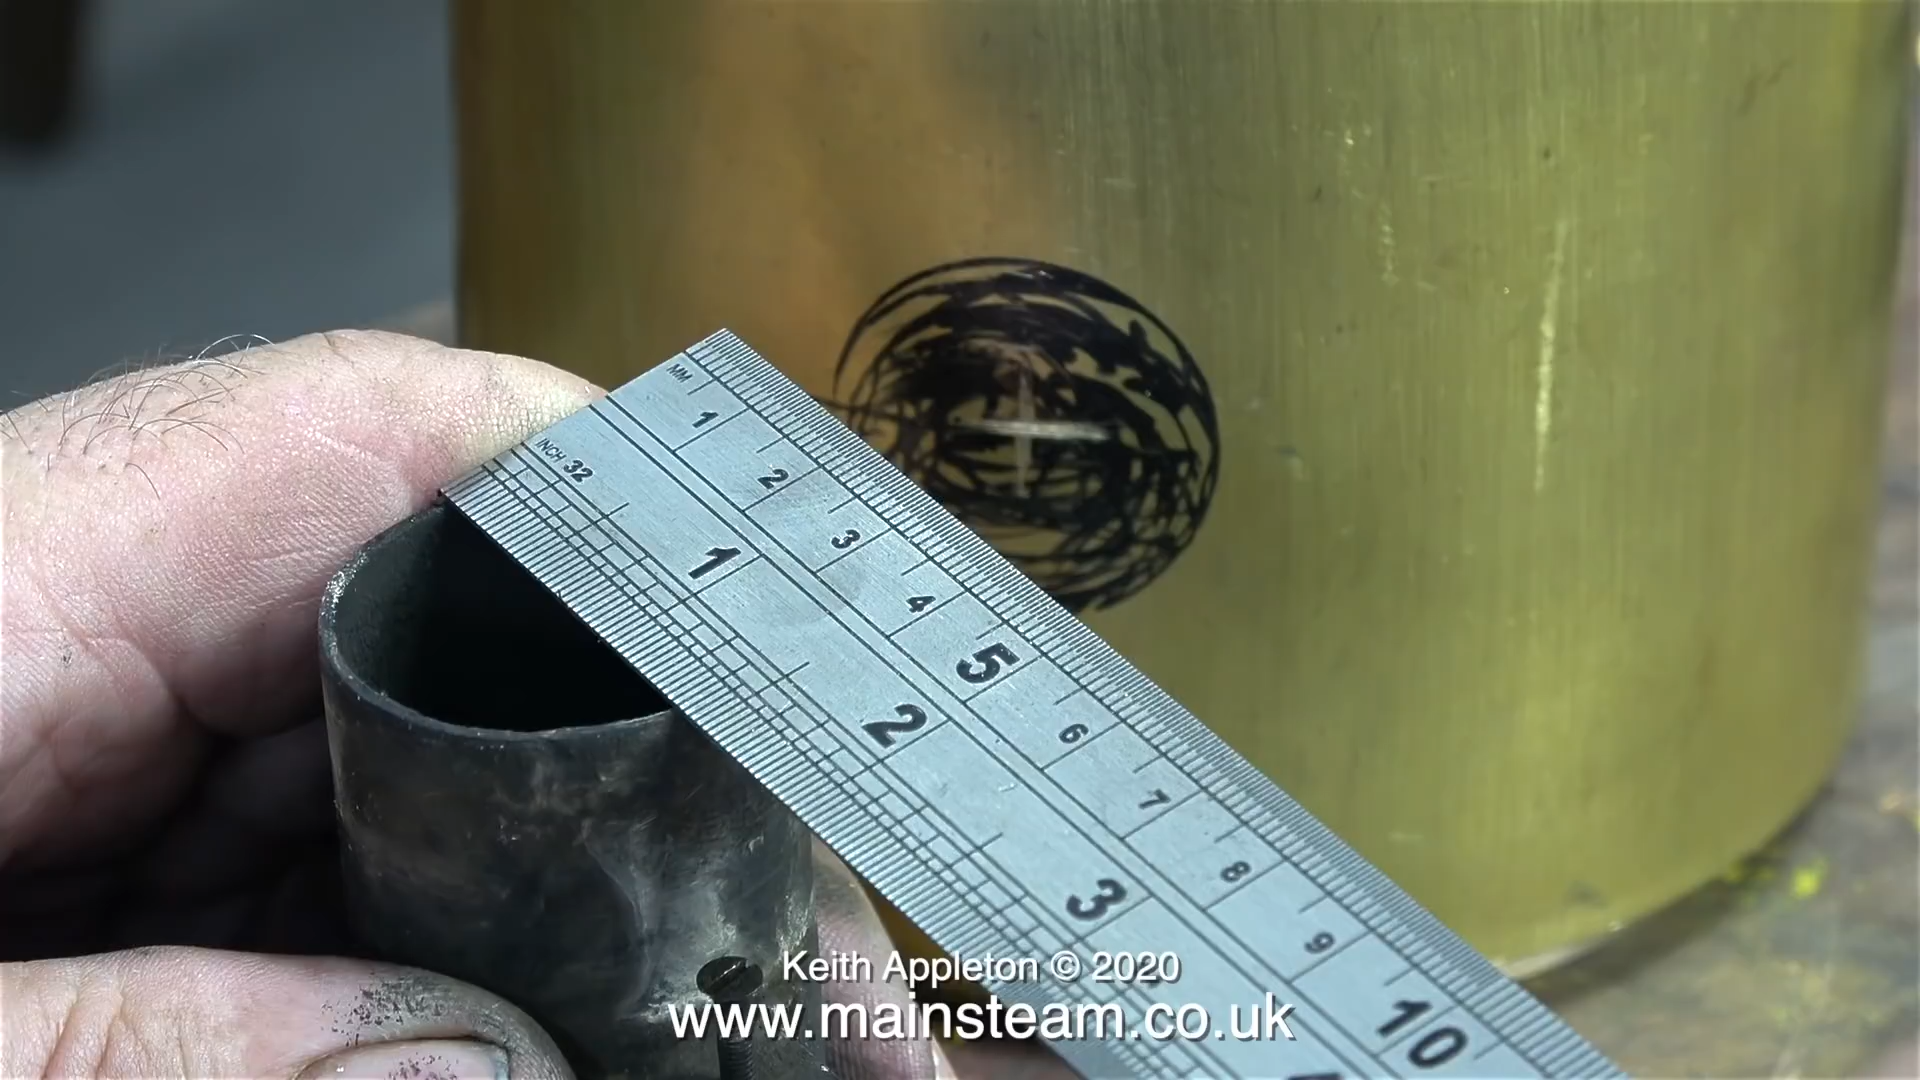 MM
1 2 3 4 5 6 7 8 9 10
INCH 32
1 2 3
Keith Appleton © 2020
www.mainsteam.co.uk